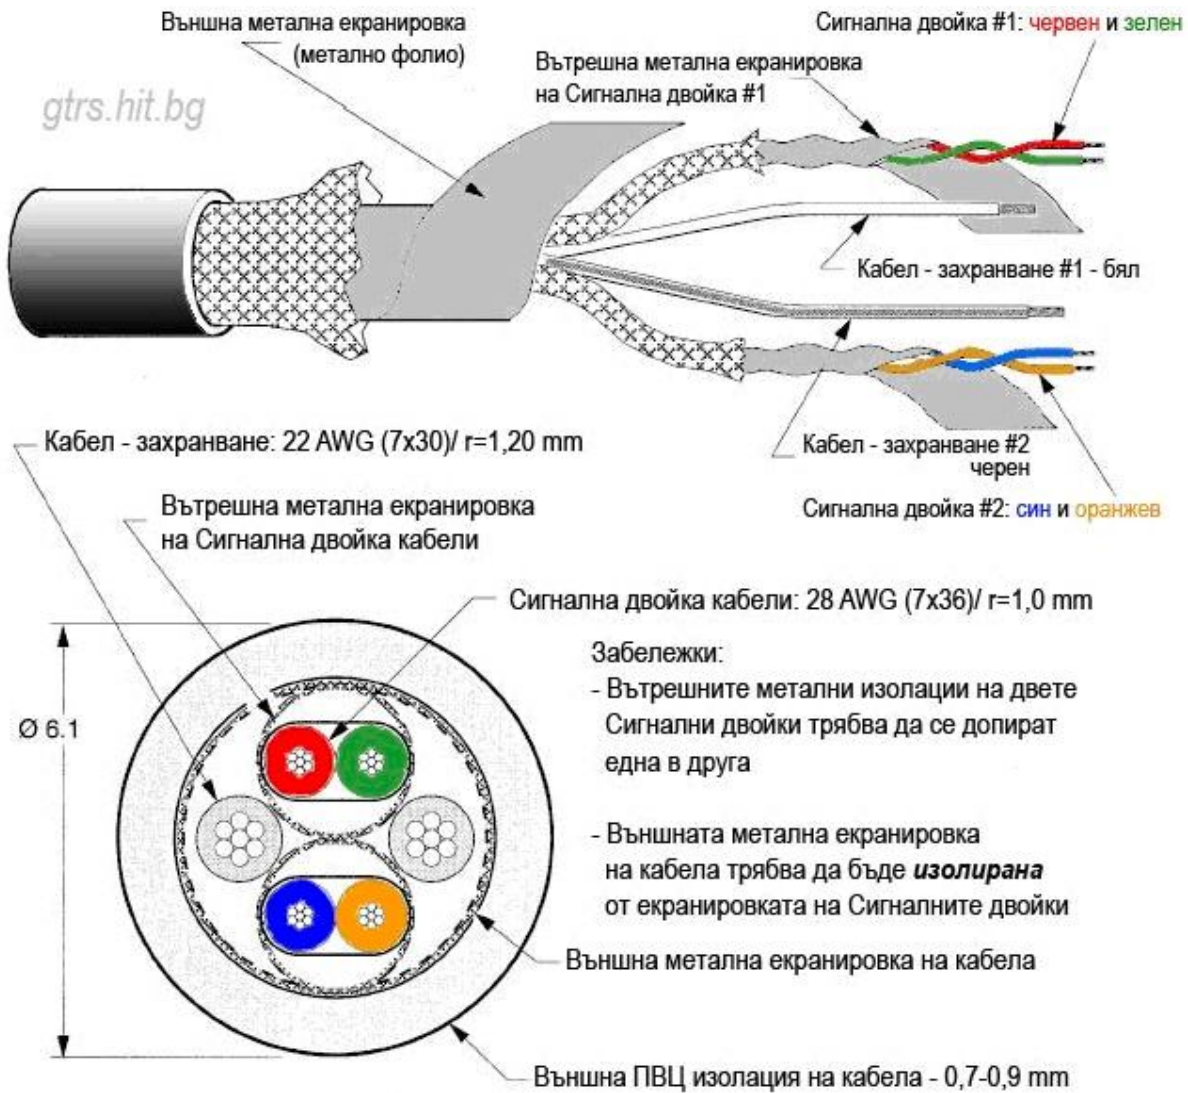 Външна метална екранировка
(метално фолио)
Сигнална двойка #1: червен и зелен
Вътрешна метална екранировка
на Сигнална двойка #1
gtrs.hit.bg
Кабел - захранване #1 - бял
Кабел - захранване: 22 AWG (7x30)/ r=1,20 mm
Кабел - захранване #2
черен
Вътрешна метална екранировка
на Сигнална двойка кабели
Сигнална двойка #2: син и оранжев
Сигнална двойка кабели: 28 AWG (7x36)/ r=1,0 mm
Забележки:
- Вътрешните метални изолации на двете
Сигнални двойки трябва да се допират
една в друга
Ø 6.1
- Външната метална екранировка
на кабела трябва да бъде изолирана
от екранировката на Сигналните двойки
Външна метална екранировка на кабела
Външна ПВЦ изолация на кабела - 0,7-0,9 mm